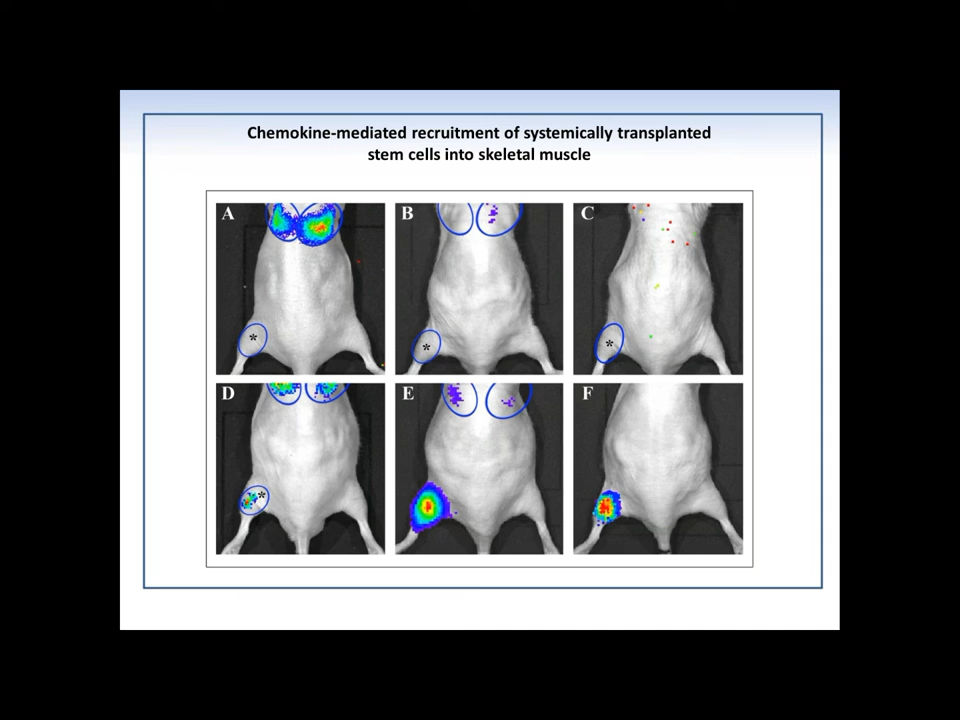 Chemokine-mediated recruitment of systemically transplanted
stem cells into skeletal muscle
A B C
* * *
D E F
*